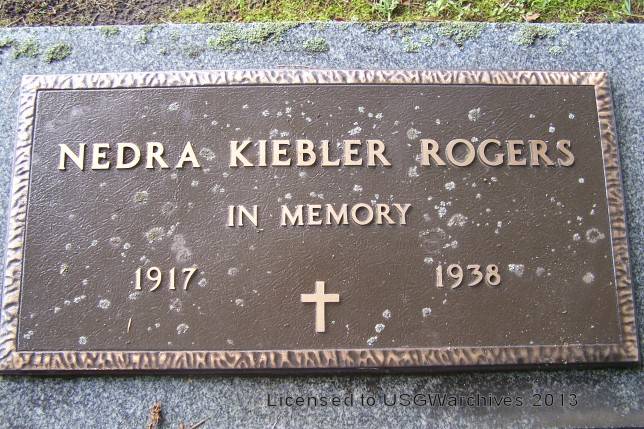 NEDRA KIEBLER ROGERS
IN MEMORY
1917 1938
Licensed to USGWarchives 2013